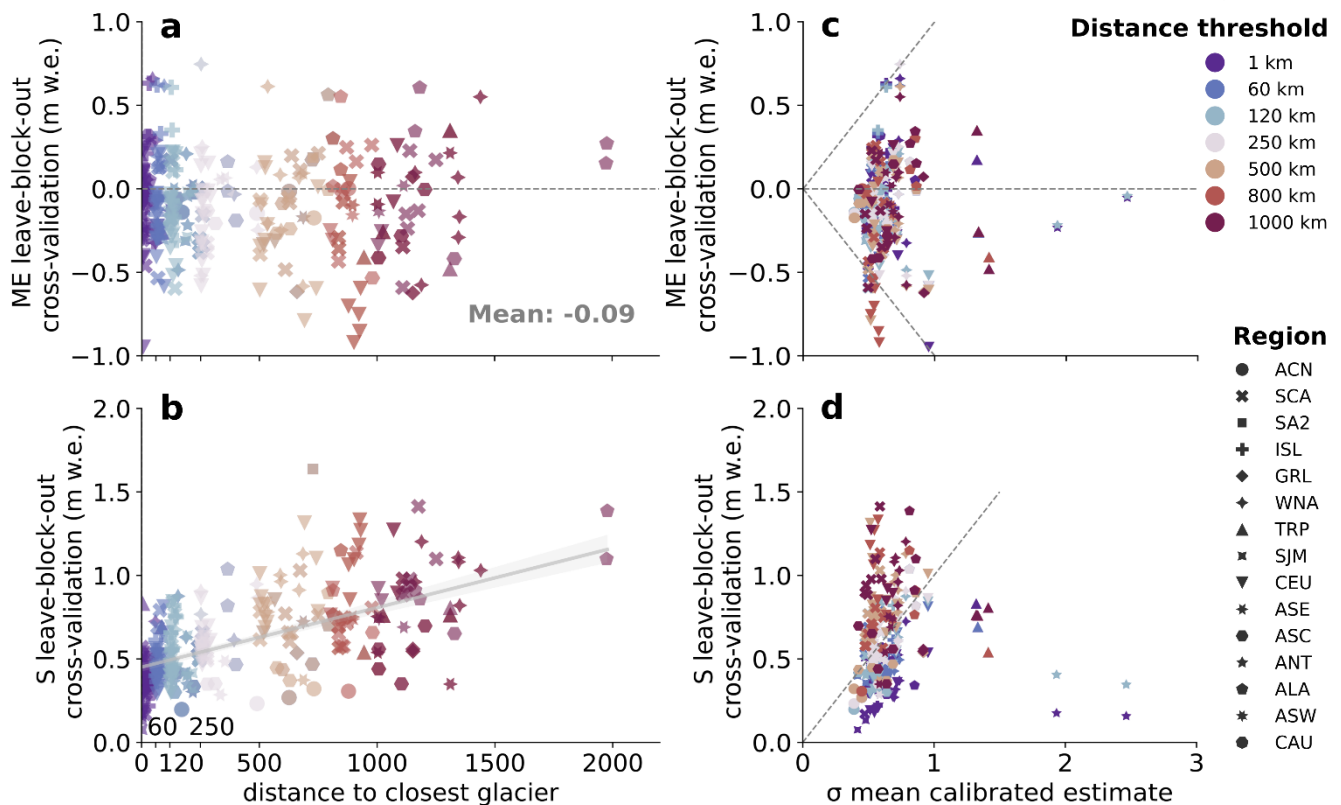 a
ME leave-block-out
cross-validation (m w.e.)
1.0
0.5
0.0
−0.5
−1.0
Mean: -0.09
c
ME leave-block-out
cross-validation (m w.e.)
1.0
0.5
0.0
−0.5
−1.0
Distance threshold
1 km
60 km
120 km
250 km
500 km
800 km
1000 km
b
S leave-block-out
cross-validation (m w.e.)
2.0
1.5
1.0
0.5
0.0
60 250
0 120 500 1000 1500 2000
distance to closest glacier
d
S leave-block-out
cross-validation (m w.e.)
2.0
1.5
1.0
0.5
0.0
0 1 2 3
σ mean calibrated estimate
Region
ACN
SCA
SA2
ISL
GRL
WNA
TRP
SJM
CEU
ASE
ASC
ANT
ALA
ASW
CAU